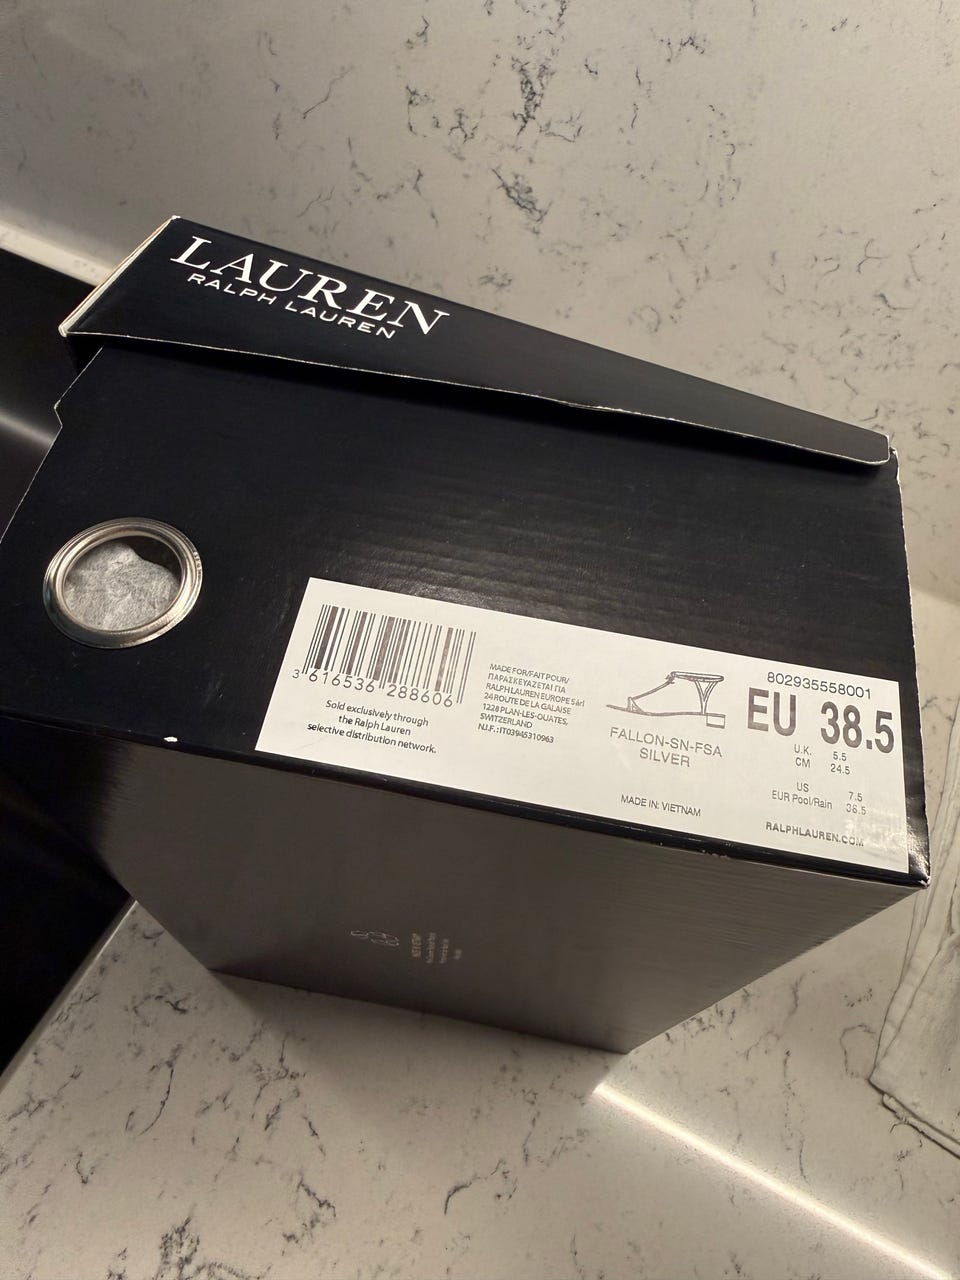 LAUREN
RALPH LAUREN
3 616536 288606
Sold exclusively through
the Ralph Lauren
selective distribution network.
MADE FOR/FAIT POUR/
ΠΑΡΑΣΚΕΥΑΖΕΤΑΙ ΓΙΑ
RALPH LAUREN EUROPE Sàrl
24 ROUTE DE LA GALAISE
1228 PLAN-LES-OUATES,
SWITZERLAND
N.I.F.: IT03945310963
FALLON-SN-FSA
SILVER
MADE IN: VIETNAM
802935558001
EU 38.5
U.K. 5.5
CM 24.5
US 7.5
EUR Pool/Rain 38.5
RALPHLAUREN.COM